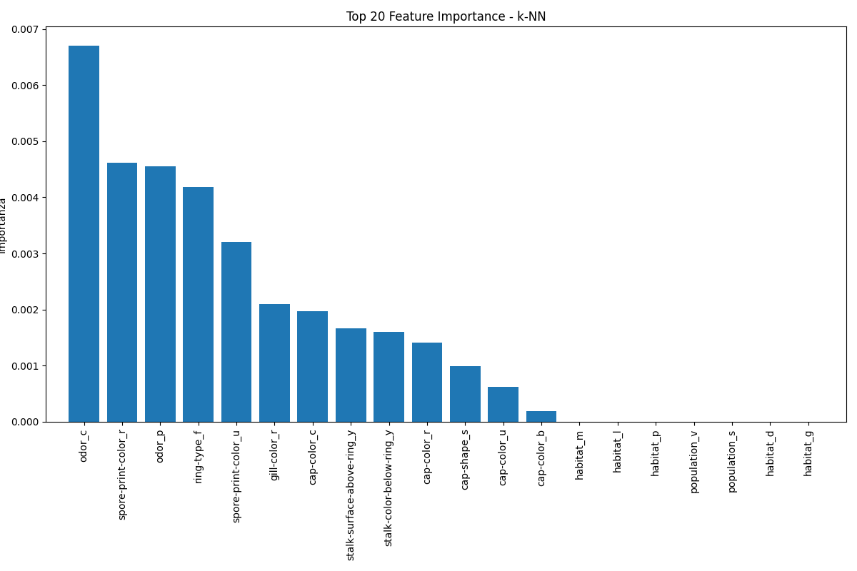 Top 20 Feature Importance - k-NN
Importanza
0.007
0.006
0.005
0.004
0.003
0.002
0.001
0.000
odor_c
spore-print-color_r
odor_p
ring-type_f
spore-print-color_u
gill-color_r
cap-color_c
stalk-surface-above-ring_y
stalk-color-below-ring_y
cap-color_r
cap-shape_s
cap-color_u
cap-color_b
habitat_m
habitat_l
habitat_p
population_v
population_s
habitat_d
habitat_g